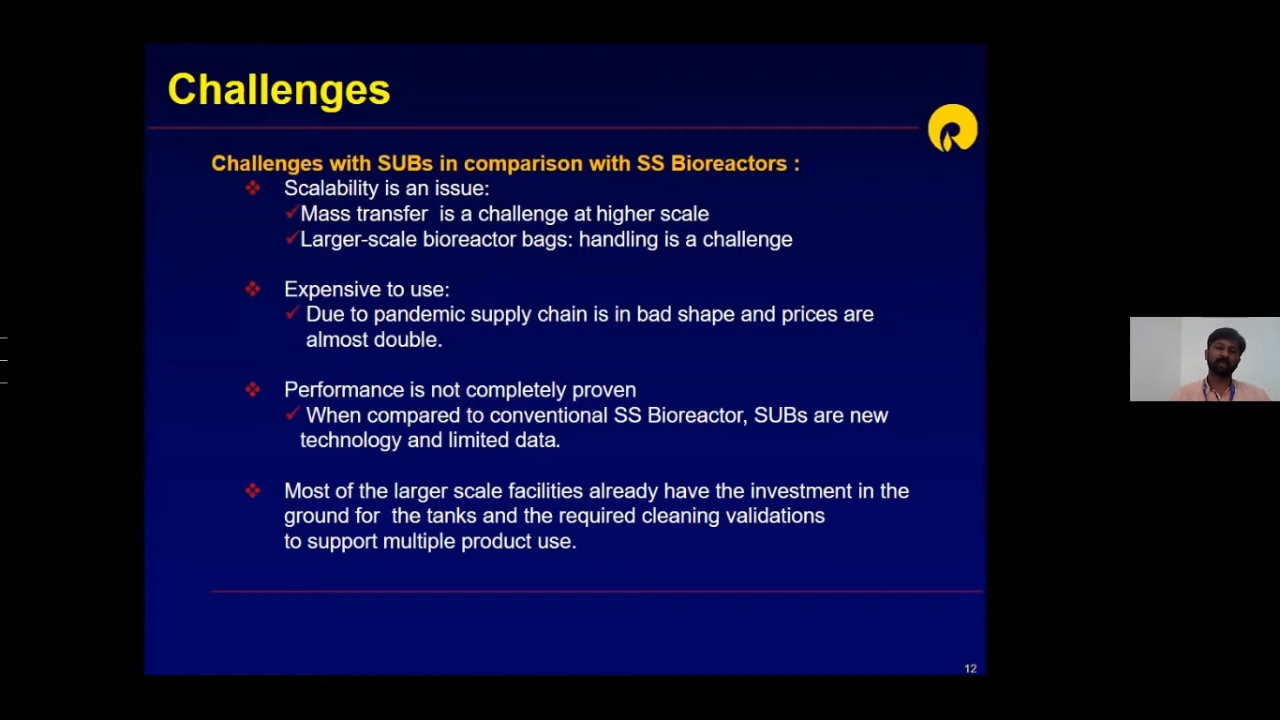 Challenges
Challenges with SUBs in comparison with SS Bioreactors :
Scalability is an issue:
Mass transfer is a challenge at higher scale
Larger-scale bioreactor bags: handling is a challenge
Expensive to use:
Due to pandemic supply chain is in bad shape and prices are
almost double.
Performance is not completely proven
When compared to conventional SS Bioreactor, SUBs are new
technology and limited data.
Most of the larger scale facilities already have the investment in the
ground for the tanks and the required cleaning validations
to support multiple product use.
12